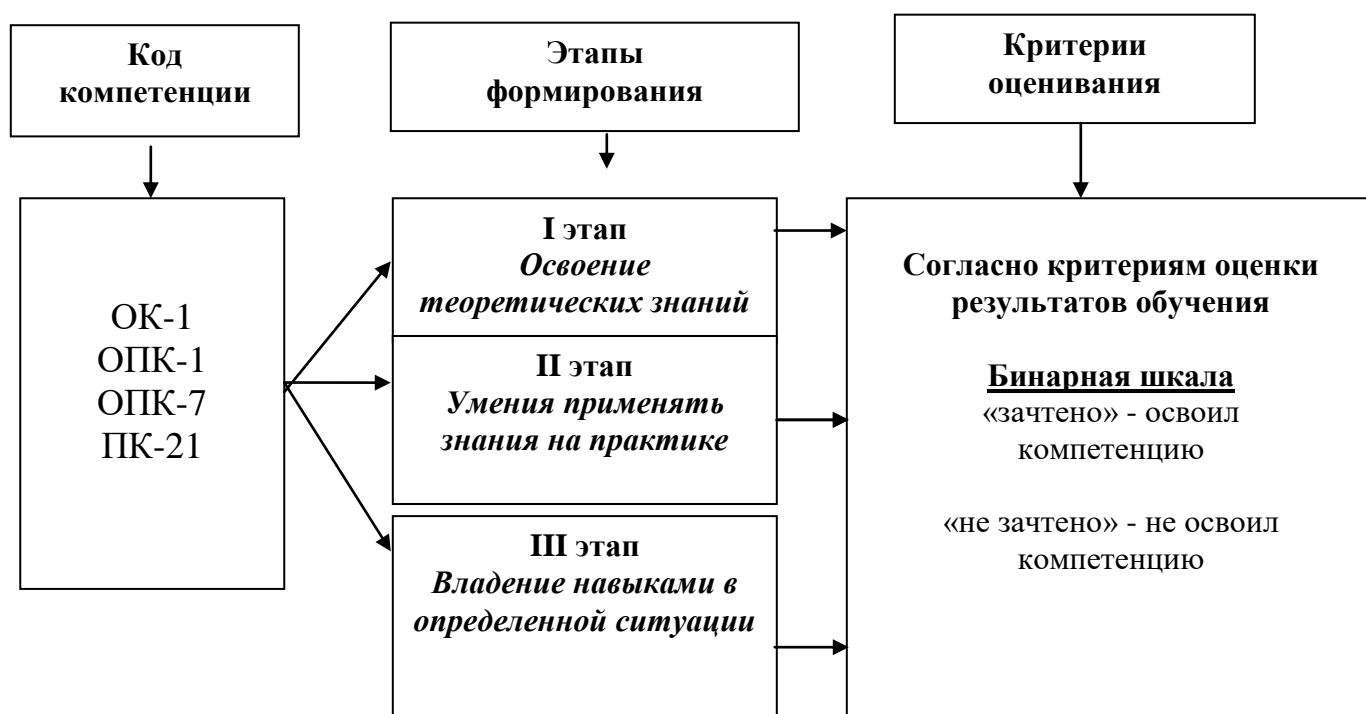 Код
компетенции
Этапы
формирования
Критерии
оценивания
ОК-1
ОПК-1
ОПК-7
ПК-21
I этап
Освоение
теоретических знаний
II этап
Умения применять
знания на практике
III этап
Владение навыками в
определенной ситуации
Согласно критериям оценки
результатов обучения
Бинарная шкала
«зачтено» - освоил
компетенцию
«не зачтено» - не освоил
компетенцию